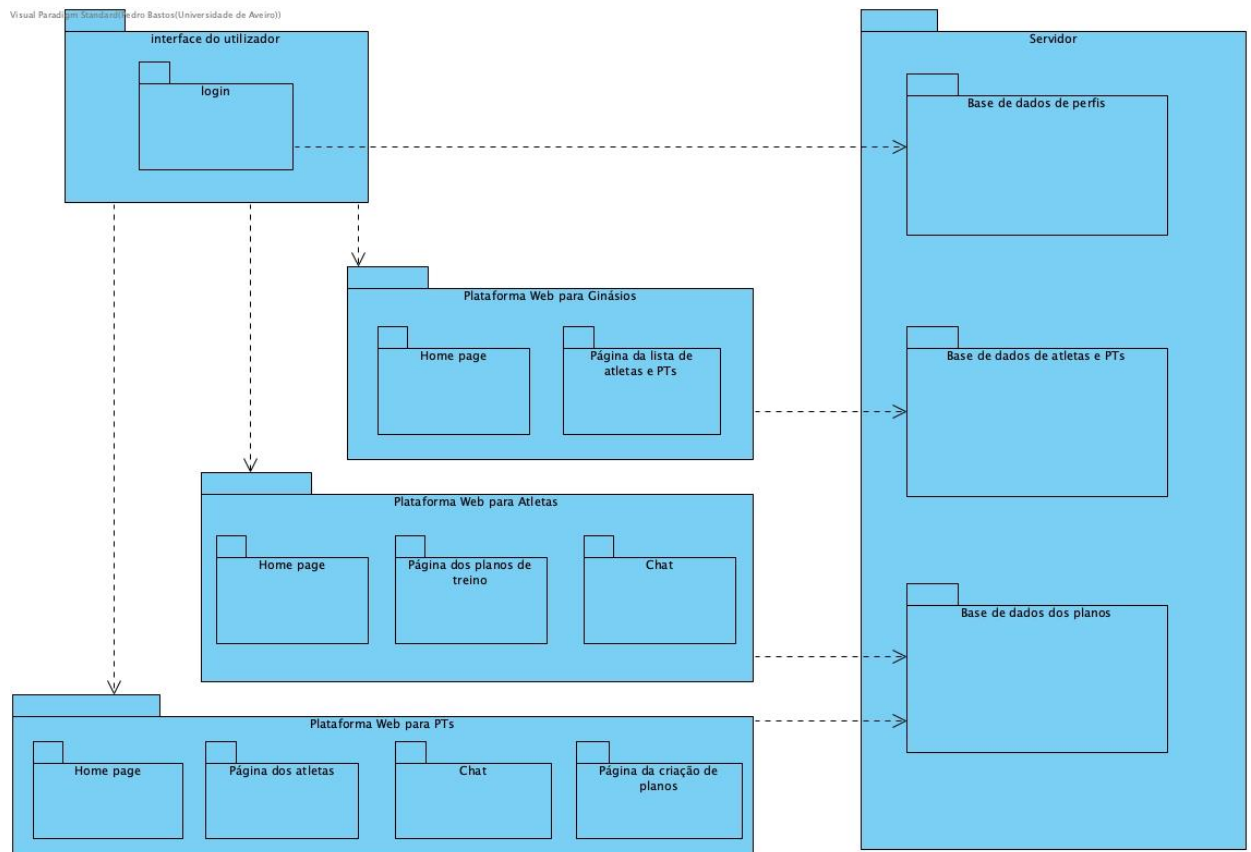 Visual Paradigm Standard(Pedro Bastos(Universidade de Aveiro))
interface do utilizador
login
Servidor
Base de dados de perfis
Plataforma Web para Ginásios
Home page
Página da lista de
atletas e PTs
Base de dados de atletas e PTs
Plataforma Web para Atletas
Home page
Página dos planos de
treino
Chat
Base de dados dos planos
Plataforma Web para PTs
Home page
Página dos atletas
Chat
Página da criação de
planos